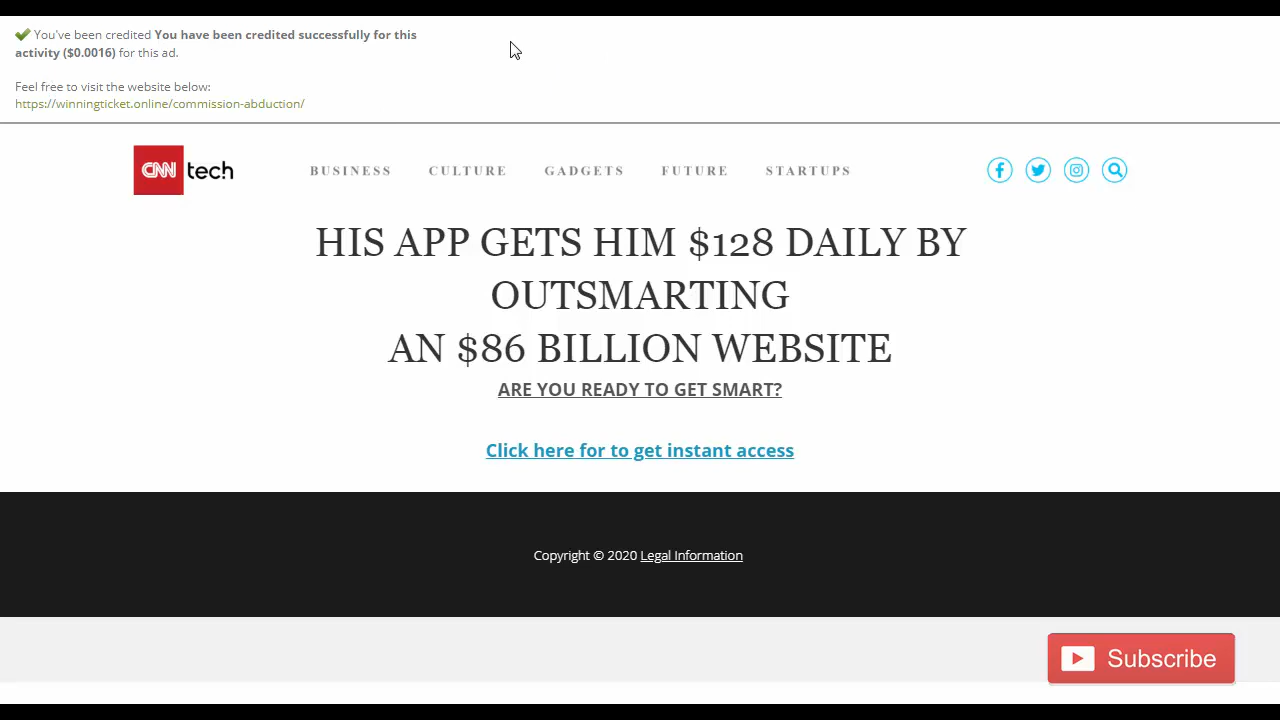 You've been credited You have been credited successfully for this
activity ($0.0016) for this ad.
Feel free to visit the website below:
https://winningticket.online/commission-abduction/
CNN tech BUSINESS CULTURE GADGETS FUTURE STARTUPS
HIS APP GETS HIM $128 DAILY BY
OUTSMARTING
AN $86 BILLION WEBSITE
ARE YOU READY TO GET SMART?
Click here for to get instant access
Copyright © 2020 Legal Information
Subscribe